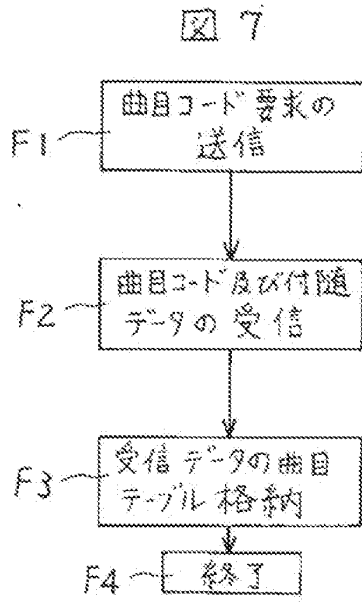 図 7
F1
曲目コード要求の
送信
F2
曲目コード及び付随
データの受信
F3
受信データの曲目
テーブル格納
F4
終了